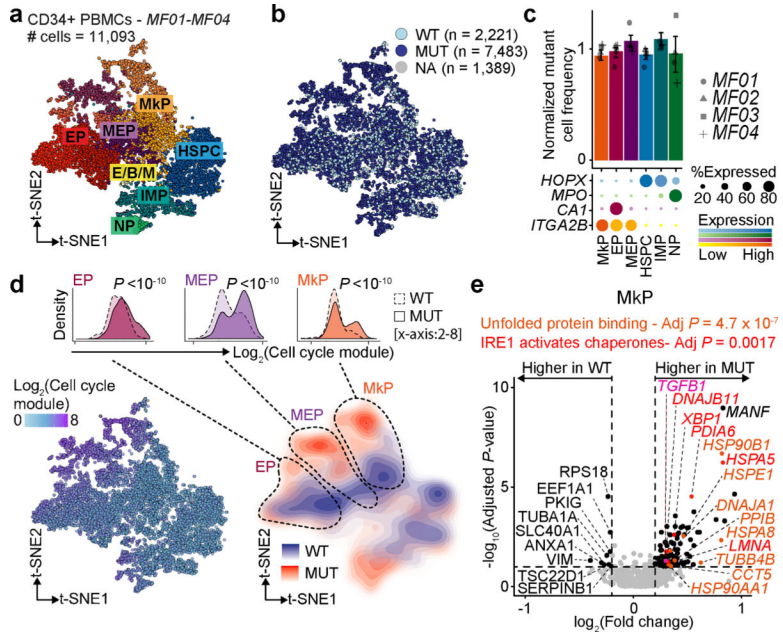 a
CD34+ PBMCs - MF01-MF04
# cells = 11,093
MkP
MEP
EP
HSPC
E/B/M
IMP
NP
t-SNE2
t-SNE1
b
WT (n = 2,221)
MUT (n = 7,483)
NA (n = 1,389)
t-SNE2
t-SNE1
c
Normalized mutant
cell frequency
1
0
MF01
MF02
MF03
MF04
HOPX
MPO
CA1
ITGA2B
MkP
EP
MEP
HSPC
IMP
NP
%Expressed
20 40 60 80
Expression
Low High
d
EP
P <10-10
MEP
P <10-10
MkP
P <10-10
Density
WT
MUT
[x-axis:2-8]
Log2(Cell cycle module)
Log2(Cell cycle
module)
0 8
t-SNE2
t-SNE1
EP
MEP
MkP
WT
MUT
t-SNE2
t-SNE1
e
MkP
Unfolded protein binding - Adj P = 4.7 x 10-7
IRE1 activates chaperones- Adj P = 0.0017
Higher in WT
Higher in MUT
-log10(Adjusted P-value)
10
5
0
-1 0 1
log2(Fold change)
RPS18
EEF1A1
PKIG
TUBA1A
SLC40A1
ANXA1
VIM
TSC22D1
SERPINB1
TGFB1
DNAJB11
MANF
XBP1
PDIA6
HSP90B1
HSPA5
HSPE1
DNAJA1
PPIB
HSPA8
LMNA
TUBB4B
CCT5
HSP90AA1